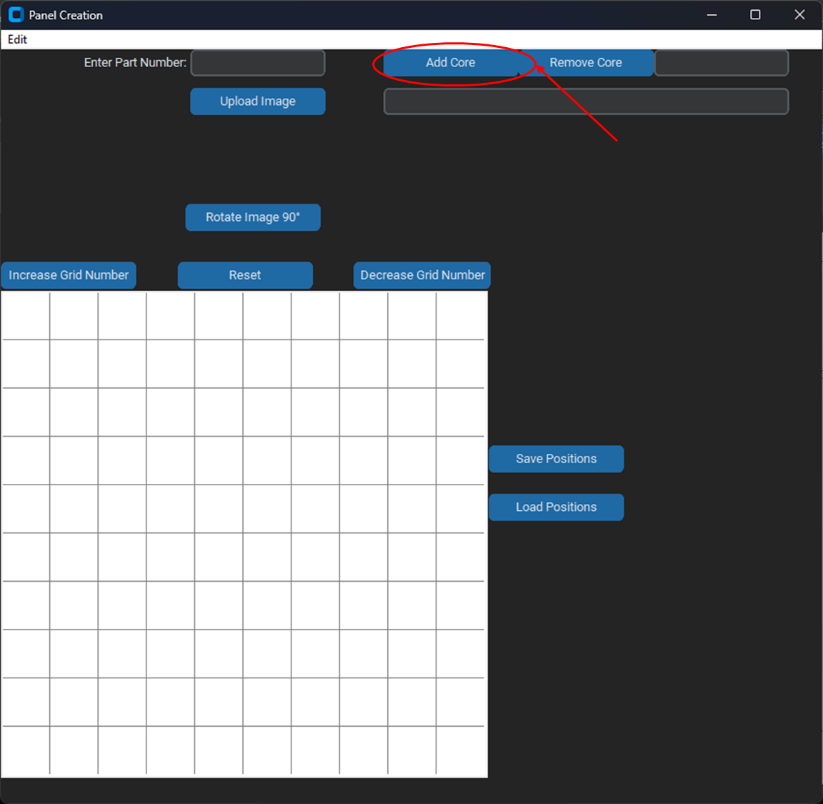 Panel Creation
Edit
Enter Part Number: Add Core Remove Core
Upload Image
Rotate Image 90°
Increase Grid Number Reset Decrease Grid Number
Save Positions
Load Positions